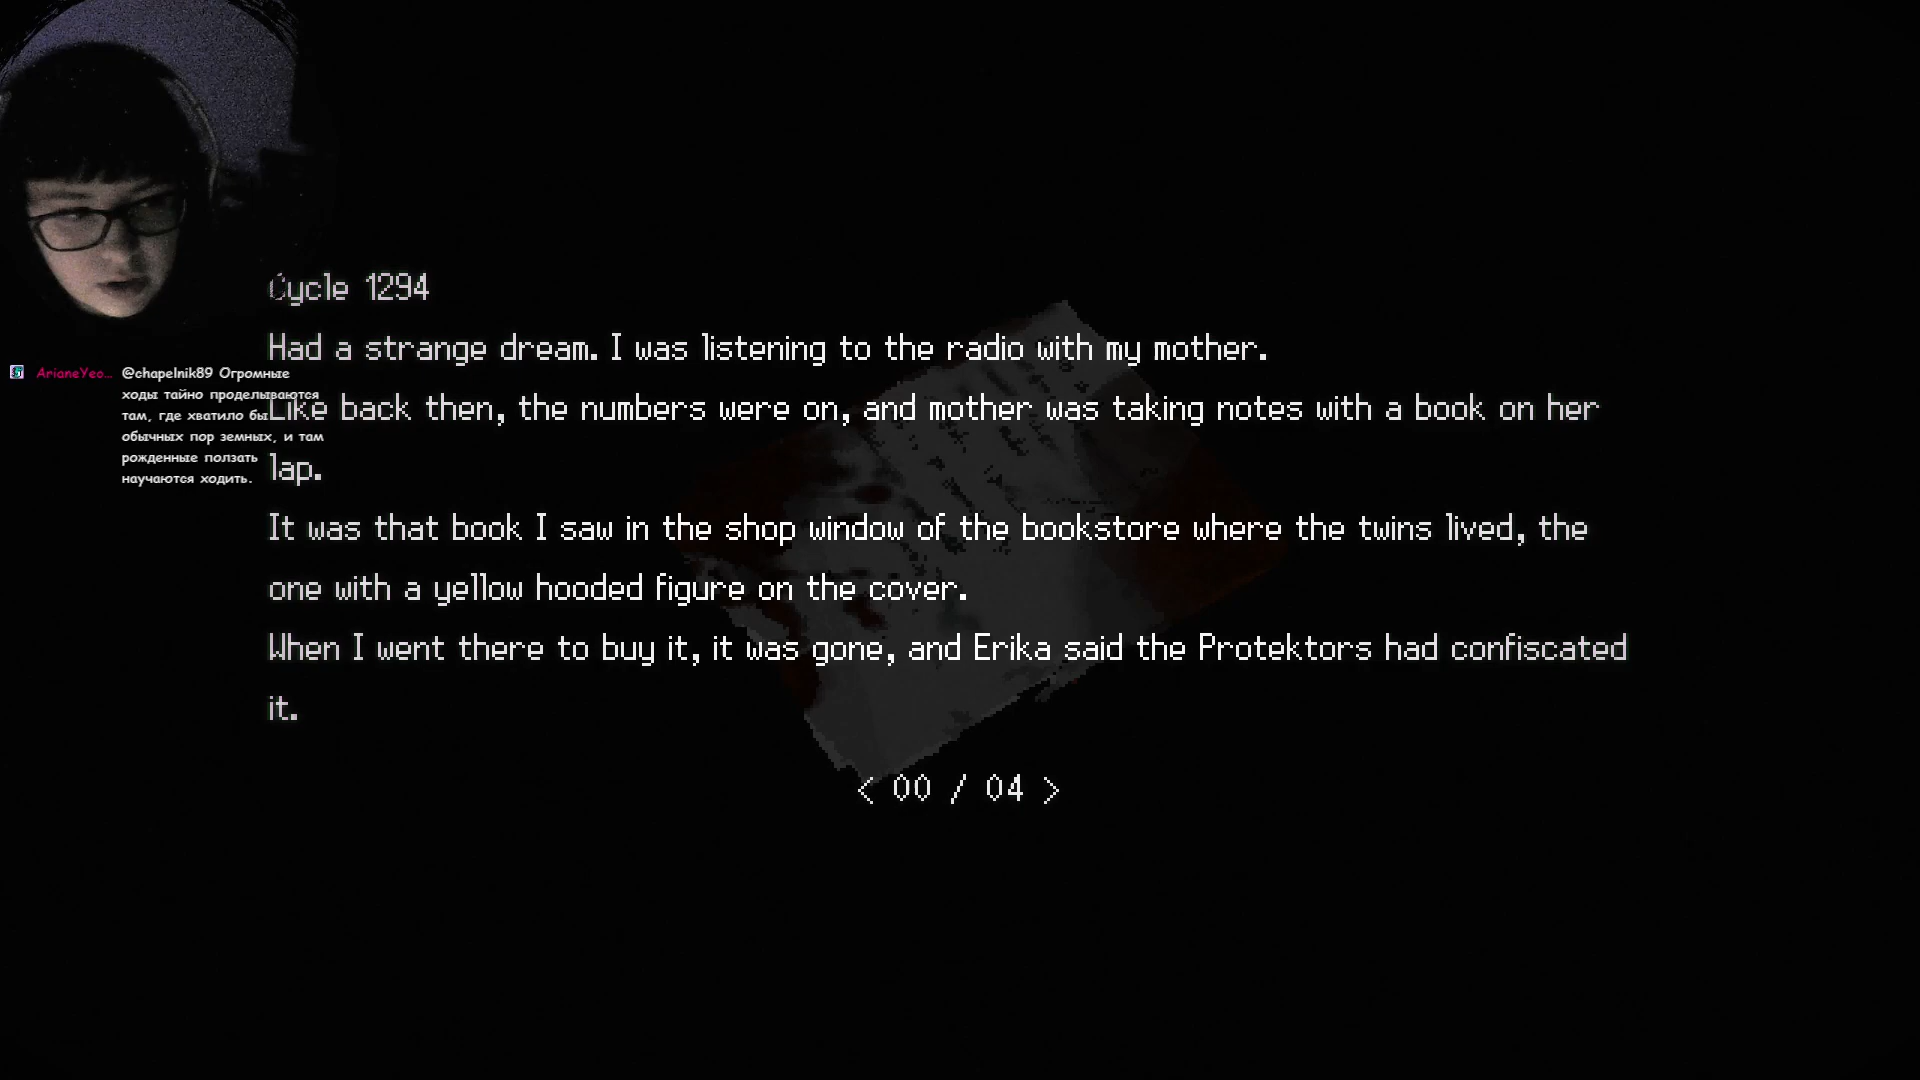 Cycle 1294
Had a strange dream. I was listening to the radio with my mother.
Like back then, the numbers were on, and mother was taking notes with a book on her
lap.
It was that book I saw in the shop window of the bookstore where the twins lived, the
one with a yellow hooded figure on the cover.
When I went there to buy it, it was gone, and Erika said the Protektors had confiscated
it.
< 00 / 04 >
ArianeYeo... @chapelnik89 Огромные
ходы тайно проделываются
там, где хватило бы
обычных пор земных, и там
рожденные ползать
научаются ходить.